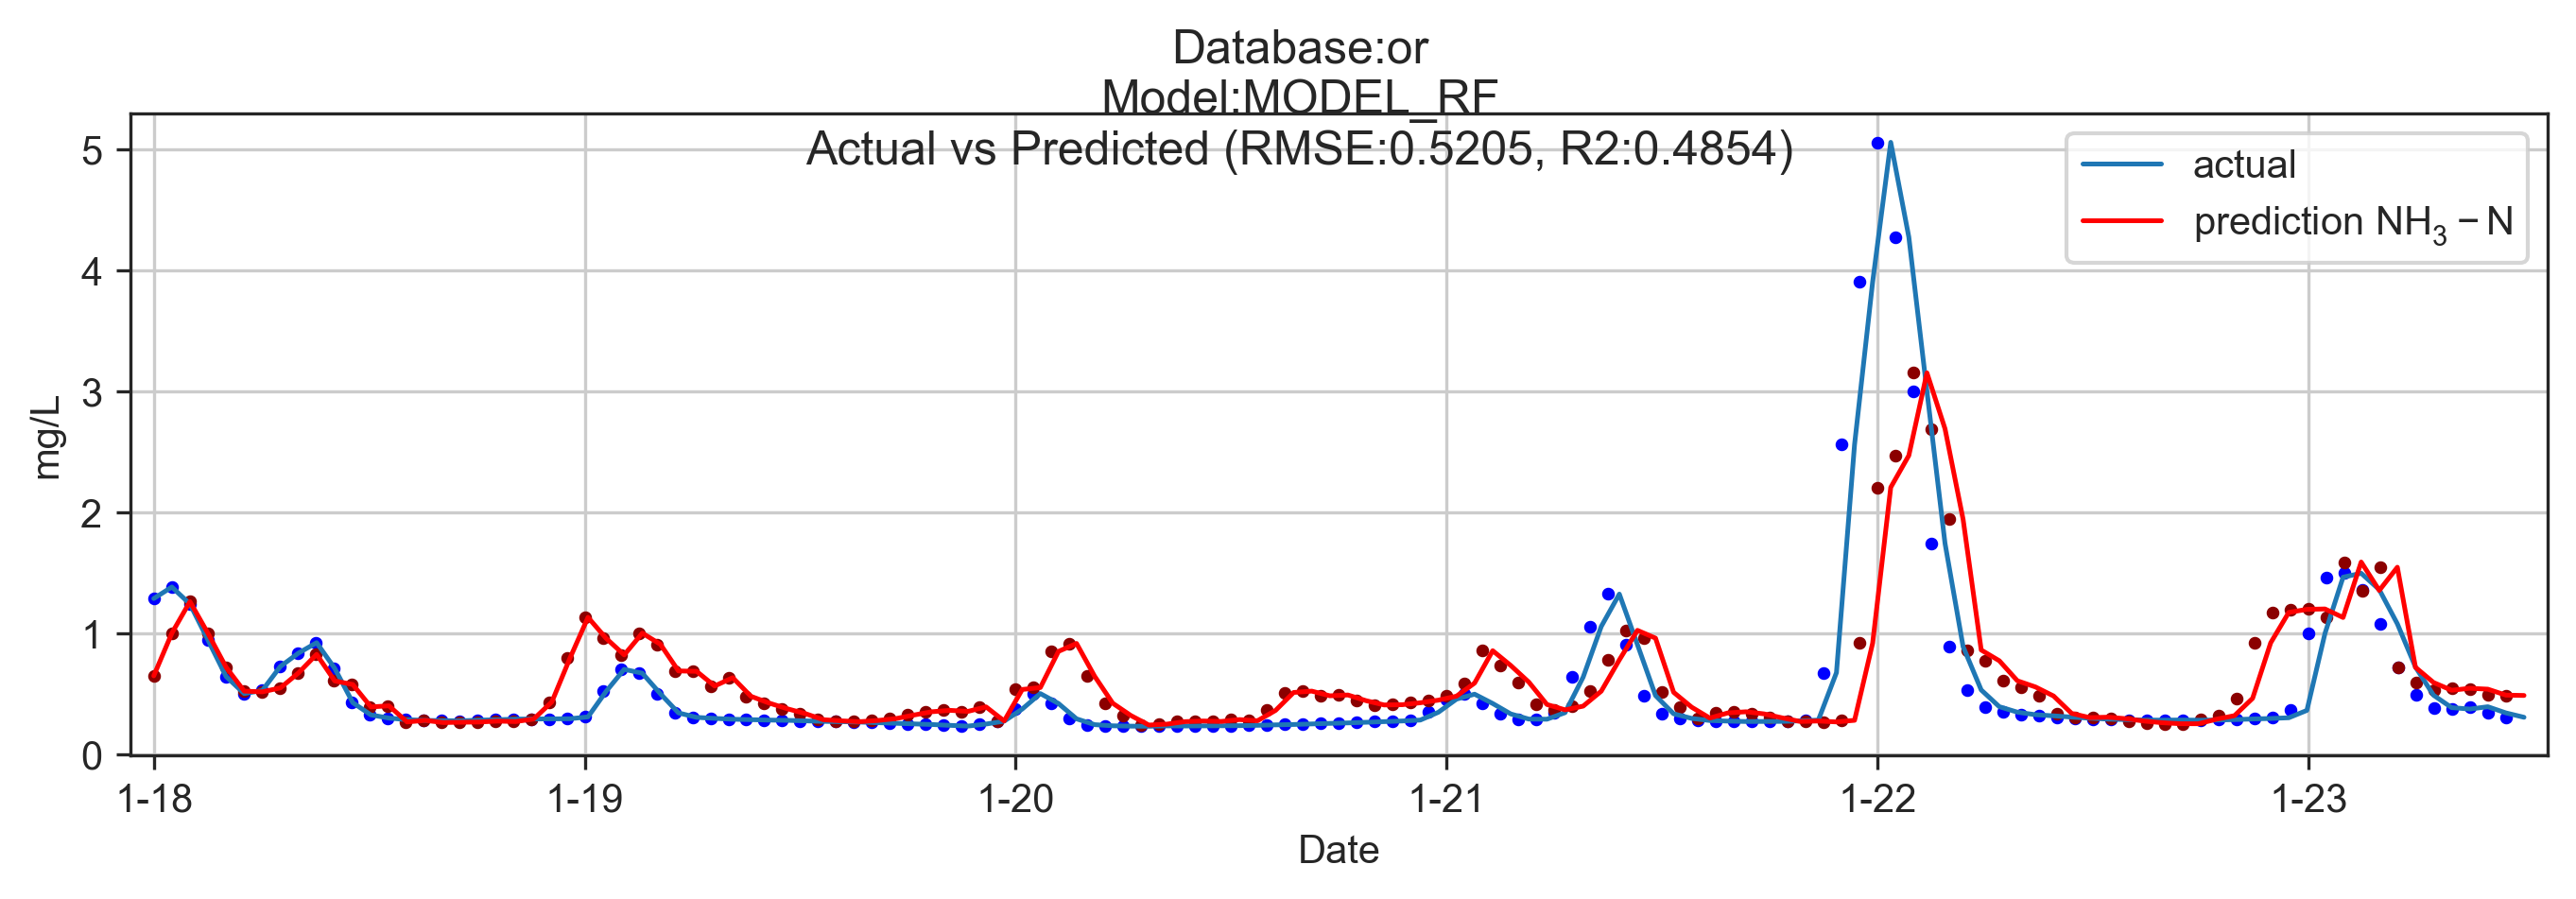 Database:or
Model:MODEL_RF
Actual vs Predicted (RMSE:0.5205, R2:0.4854)
actual
prediction NH₃ − N
5
4
3
2
1
0
mg/L
1-18 1-19 1-20 1-21 1-22 1-23
Date